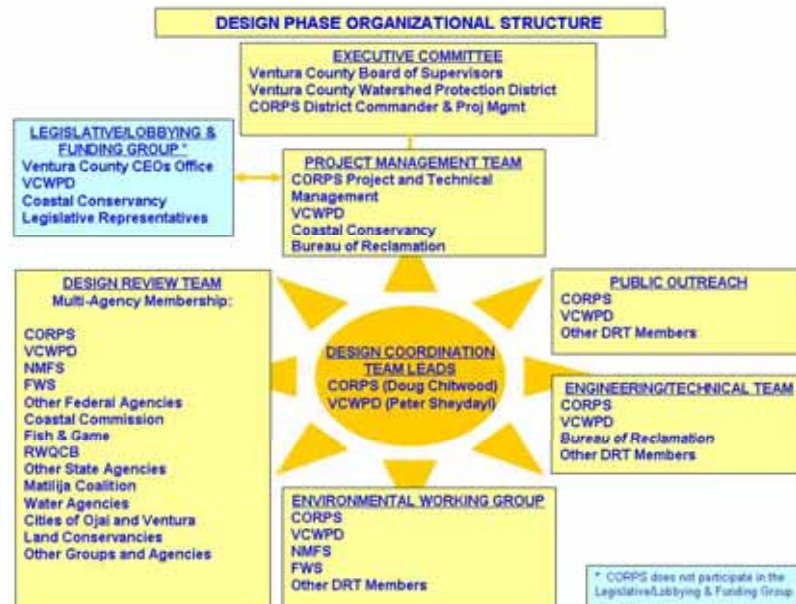 DESIGN PHASE ORGANIZATIONAL STRUCTURE
EXECUTIVE COMMITTEE
Ventura County Board of Supervisors
Ventura County Watershed Protection District
CORPS District Commander & Proj Mgmt
LEGISLATIVE/LOBBYING &
FUNDING GROUP *
Ventura County CEOs Office
VCWPD
Coastal Conservancy
Legislative Representatives
PROJECT MANAGEMENT TEAM
CORPS Project and Technical
Management
VCWPD
Coastal Conservancy
Bureau of Reclamation
DESIGN REVIEW TEAM
Multi-Agency Membership:
CORPS
VCWPD
NMFS
FWS
Other Federal Agencies
Coastal Commission
Fish & Game
RWQCB
Other State Agencies
Matilija Coalition
Water Agencies
Cities of Ojai and Ventura
Land Conservancies
Other Groups and Agencies
DESIGN COORDINATION
TEAM LEADS
CORPS (Doug Chitwood)
VCWPD (Peter Sheydayi)
PUBLIC OUTREACH
CORPS
VCWPD
Other DRT Members
ENGINEERING/TECHNICAL TEAM
CORPS
VCWPD
Bureau of Reclamation
Other DRT Members
ENVIRONMENTAL WORKING GROUP
CORPS
VCWPD
NMFS
FWS
Other DRT Members
* CORPS does not participate in the
Legislative/Lobbying & Funding Group